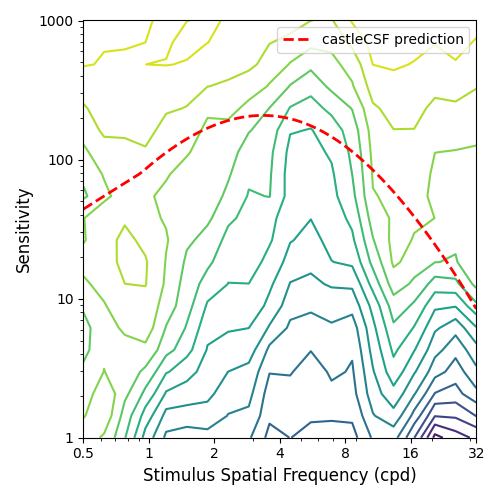 1000
castleCSF prediction
100
10
1
Sensitivity
0.5 1 2 4 8 16 32
Stimulus Spatial Frequency (cpd)